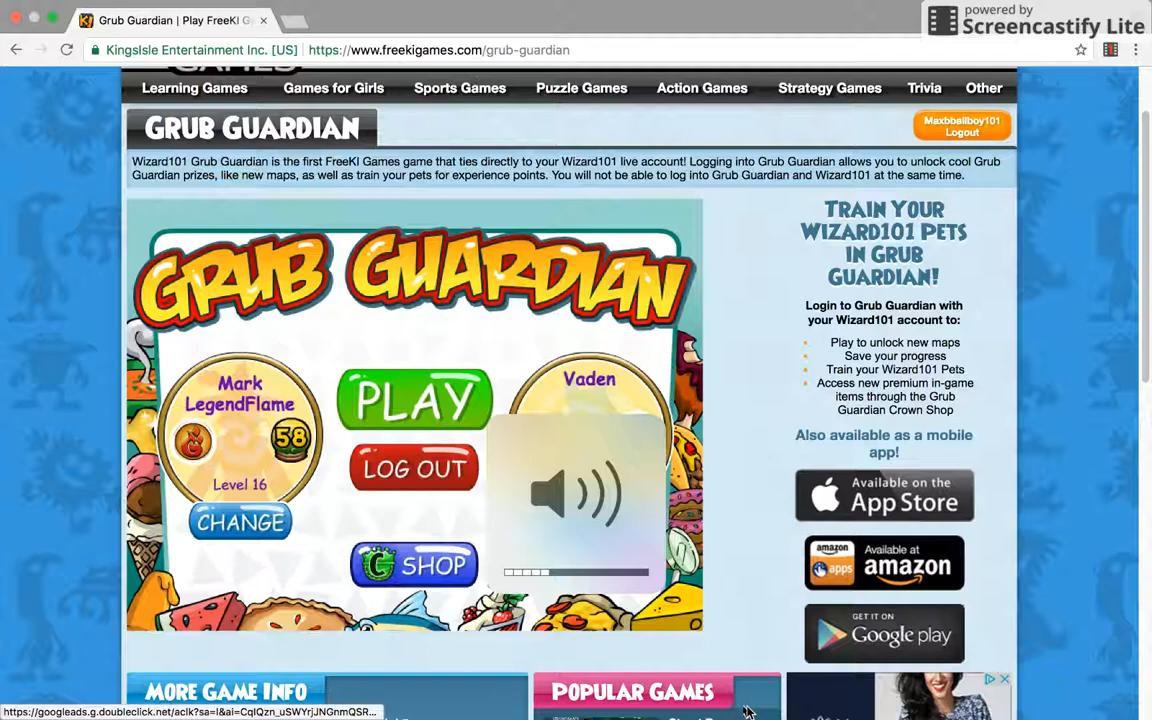 powered by
Screencastify Lite
Grub Guardian | Play FreeKI G
KingsIsle Entertainment Inc. [US]
https://www.freekigames.com/grub-guardian
GAMES
Learning Games
Games for Girls
Sports Games
Puzzle Games
Action Games
Strategy Games
Trivia
Other
GRUB GUARDIAN
Maxbballboy101
Logout
Wizard101 Grub Guardian is the first FreeKI Games game that ties directly to your Wizard101 live account! Logging into Grub Guardian allows you to unlock cool Grub
Guardian prizes, like new maps, as well as train your pets for experience points. You will not be able to log into Grub Guardian and Wizard101 at the same time.
GRUB GUARDIAN
Mark
LegendFlame
58
Level 16
CHANGE
PLAY
LOG OUT
C SHOP
Vaden
TRAIN YOUR
WIZARD101 PETS
IN GRUB
GUARDIAN!
Login to Grub Guardian with
your Wizard101 account to:
Play to unlock new maps
Save your progress
Train your Wizard101 Pets
Access new premium in-game
items through the Grub
Guardian Crown Shop
Also available as a mobile
app!
Available on the
App Store
amazon
apps
Available at
amazon
GET IT ON
Google play
MORE GAME INFO
POPULAR GAMES
https://googleads.g.doubleclick.net/aclk?sa=l&ai=CqIQzn_uSWYrjJNGnmQSR...